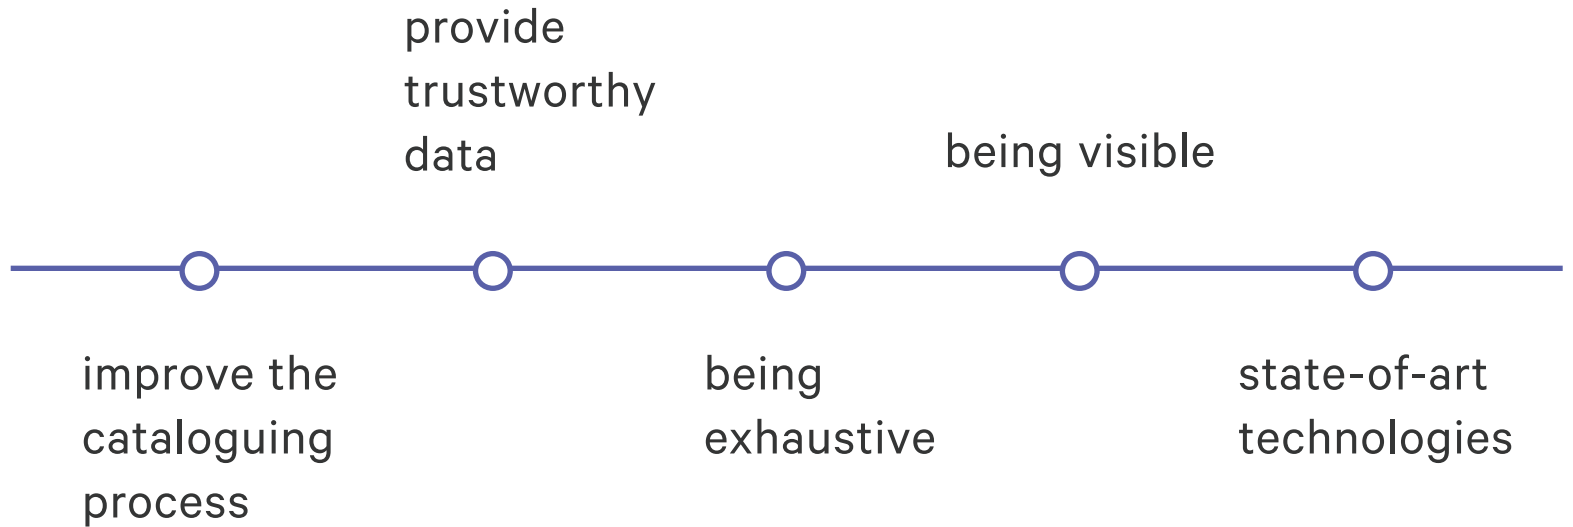 improve the
cataloguing
process
provide
trustworthy
data
being
exhaustive
being visible
state-of-art
technologies